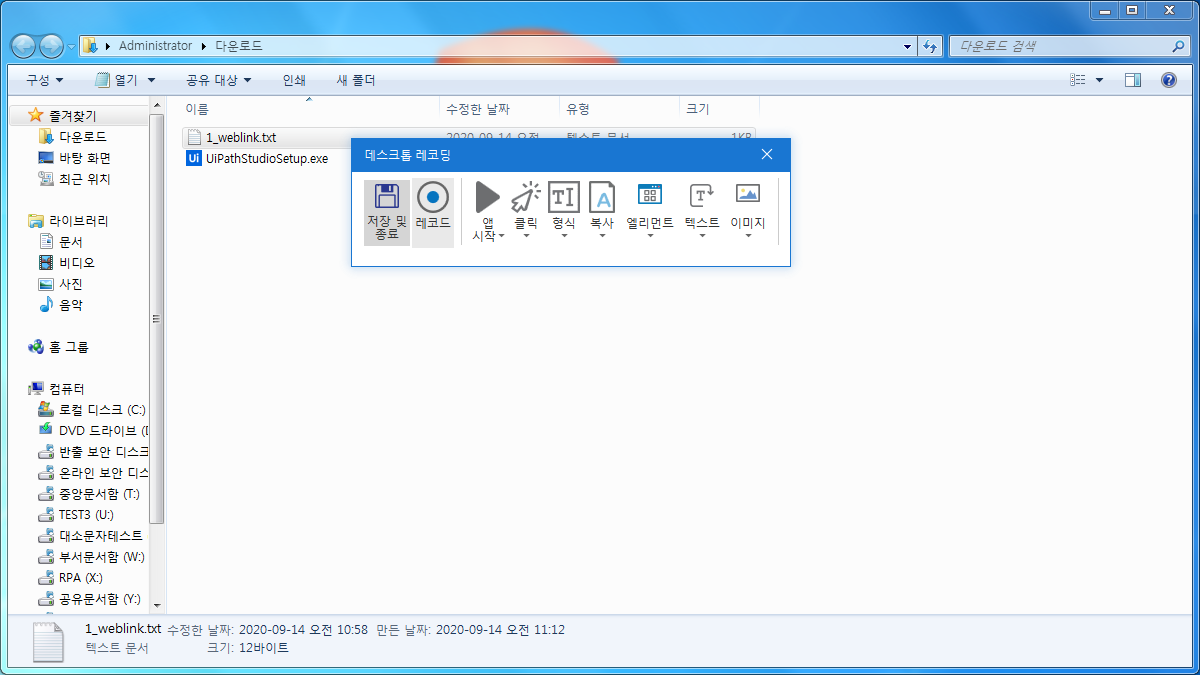 Administrator
다운로드
다운로드 검색
구성
열기
공유 대상
인쇄
새 폴더
즐겨찾기
다운로드
바탕 화면
최근 위치
라이브러리
문서
비디오
사진
음악
홈 그룹
컴퓨터
로컬 디스크 (C:)
DVD 드라이브 (
반출 보안 디스크
온라인 보안 디스
중앙문서함 (T:)
TEST3 (U:)
대소문자테스트
부서문서함 (W:)
RPA (X:)
공유문서함 (Y:)
이름
수정한 날짜
유형
크기
1_weblink.txt
2020-09-14 오전
텍스트 문서
1KB
Ui
UiPathStudioSetup.exe
데스크톱 레코딩
저장 및
종료
레코드
앱
시작
클릭
형식
복사
엘리먼트
텍스트
이미지
1_weblink.txt 수정한 날짜: 2020-09-14 오전 10:58 만든 날짜: 2020-09-14 오전 11:12
텍스트 문서 크기: 12바이트